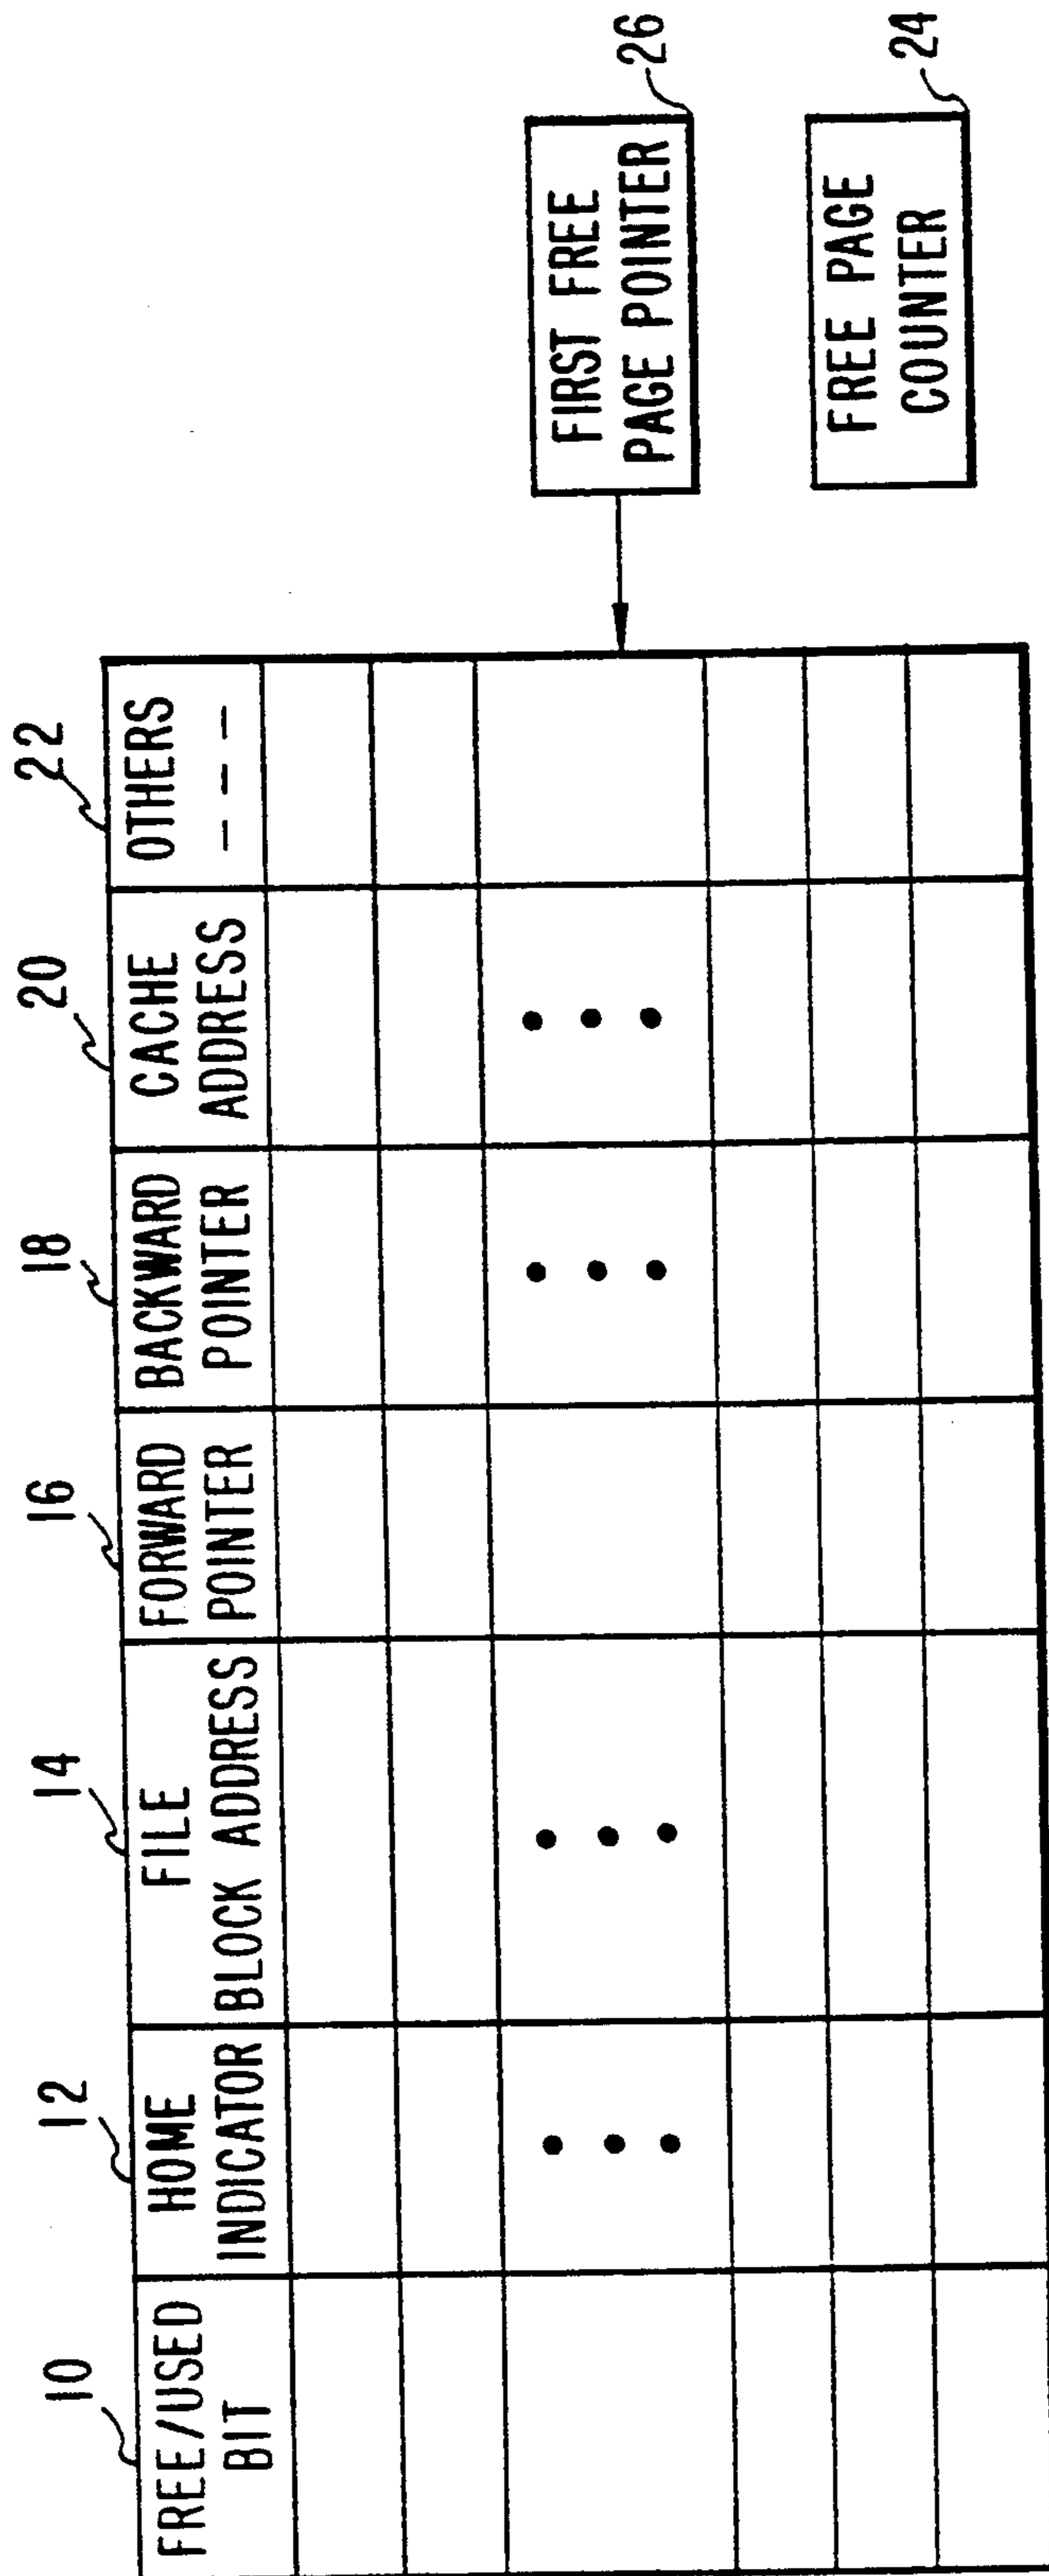 10
12
14
16
18
20
22
FREE/USED
BIT
HOME
INDICATOR
FILE
BLOCK ADDRESS
FORWARD
POINTER
BACKWARD
POINTER
CACHE
ADDRESS
OTHERS
– – –
FIRST FREE
PAGE POINTER
26
FREE PAGE
COUNTER
24